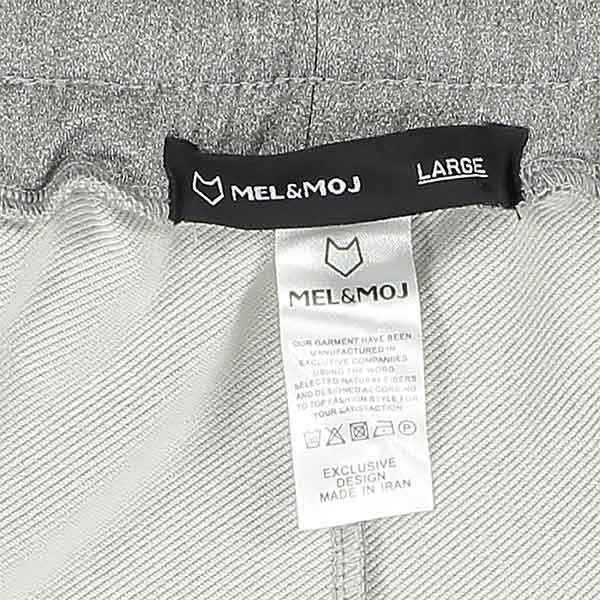 MEL&MOJ LARGE
MEL&MOJ
OUR GARMENT HAVE BEEN
MANUFACTURED IN
EXCLUSIVE COMPANIES
USING THE WORD
SELECTED NATURAL FIBERS
AND DESIGNED ACCORDING
TO TOP FASHION STYLE FOR
YOUR SATISFACTION
EXCLUSIVE
DESIGN
MADE IN IRAN